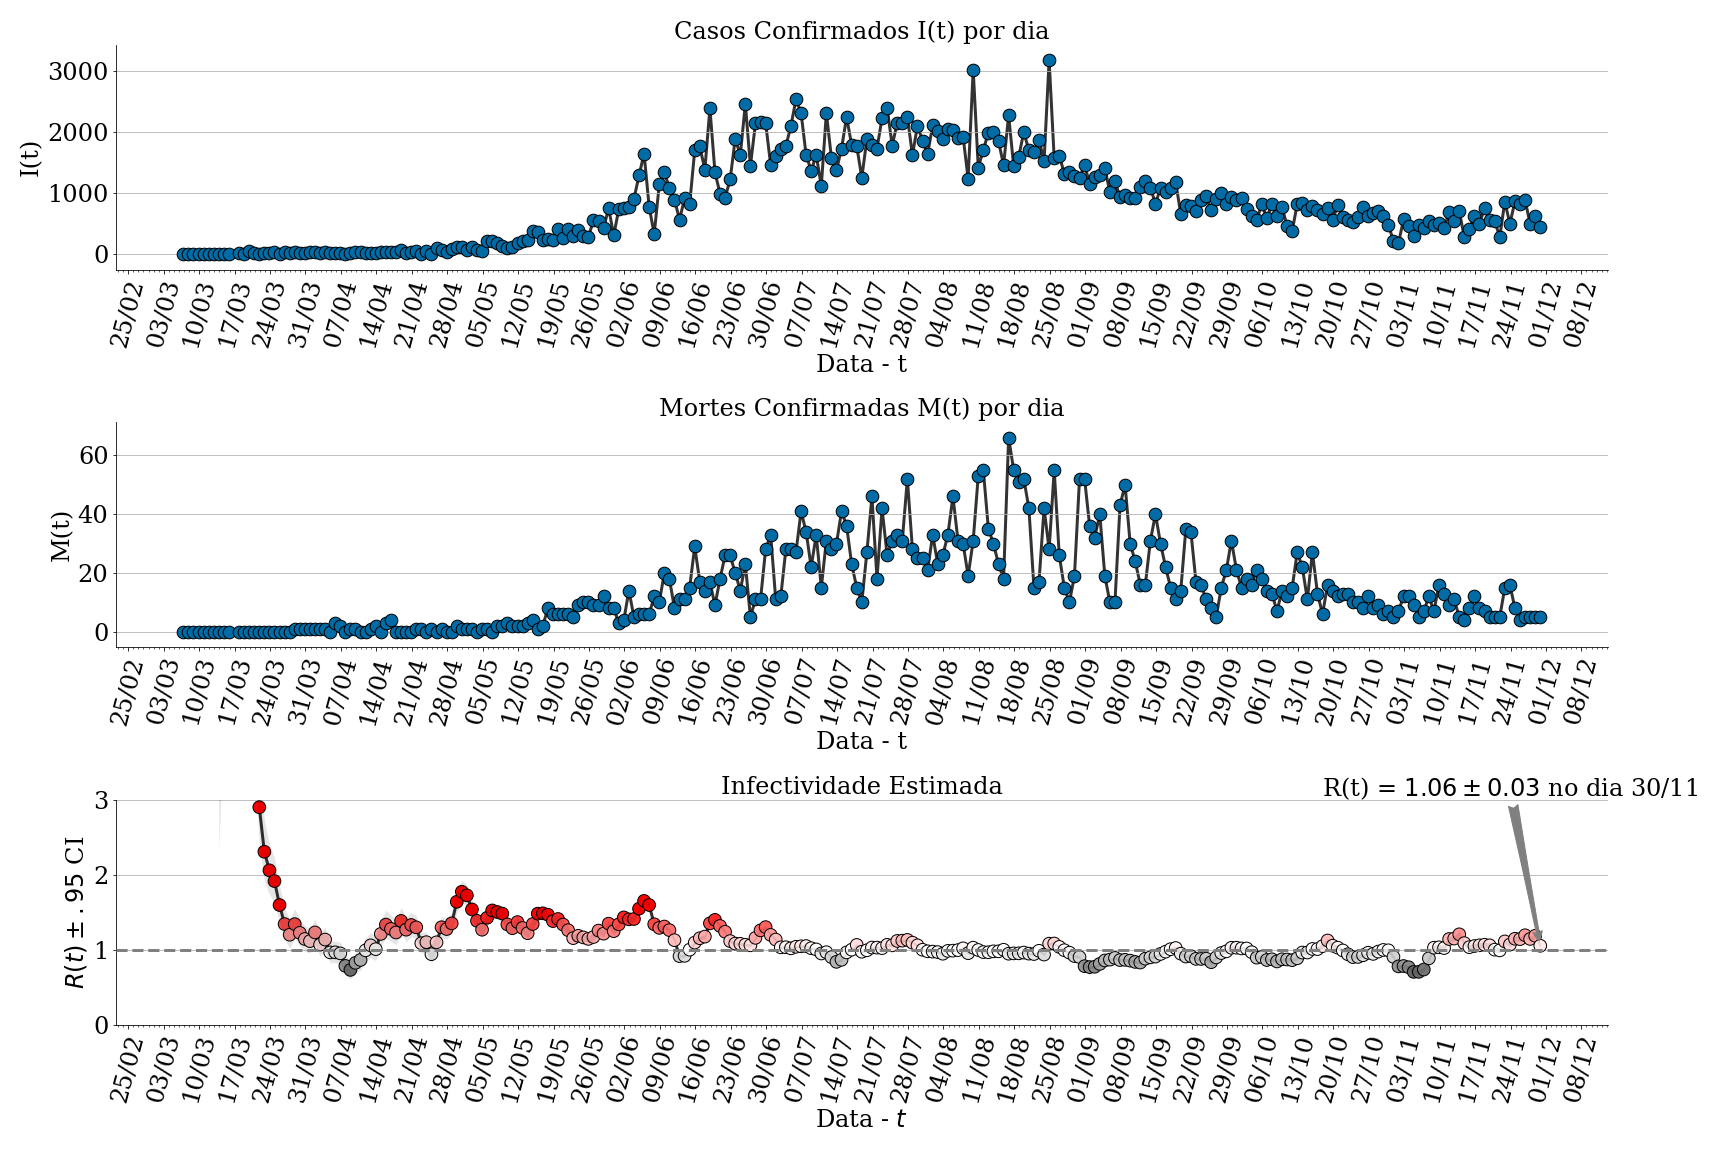 Casos Confirmados I(t) por dia
I(t)
3000
2000
1000
0
25/02 03/03 10/03 17/03 24/03 31/03 07/04 14/04 21/04 28/04 05/05 12/05 19/05 26/05 02/06 09/06 16/06 23/06 30/06 07/07 14/07 21/07 28/07 04/08 11/08 18/08 25/08 01/09 08/09 15/09 22/09 29/09 06/10 13/10 20/10 27/10 03/11 10/11 17/11 24/11 01/12 08/12
Data - t
Mortes Confirmadas M(t) por dia
M(t)
60
40
20
0
25/02 03/03 10/03 17/03 24/03 31/03 07/04 14/04 21/04 28/04 05/05 12/05 19/05 26/05 02/06 09/06 16/06 23/06 30/06 07/07 14/07 21/07 28/07 04/08 11/08 18/08 25/08 01/09 08/09 15/09 22/09 29/09 06/10 13/10 20/10 27/10 03/11 10/11 17/11 24/11 01/12 08/12
Data - t
Infectividade Estimada
R(t) = 1.06 ± 0.03 no dia 30/11
R(t) ± .95 CI
3
2
1
0
25/02 03/03 10/03 17/03 24/03 31/03 07/04 14/04 21/04 28/04 05/05 12/05 19/05 26/05 02/06 09/06 16/06 23/06 30/06 07/07 14/07 21/07 28/07 04/08 11/08 18/08 25/08 01/09 08/09 15/09 22/09 29/09 06/10 13/10 20/10 27/10 03/11 10/11 17/11 24/11 01/12 08/12
Data - t